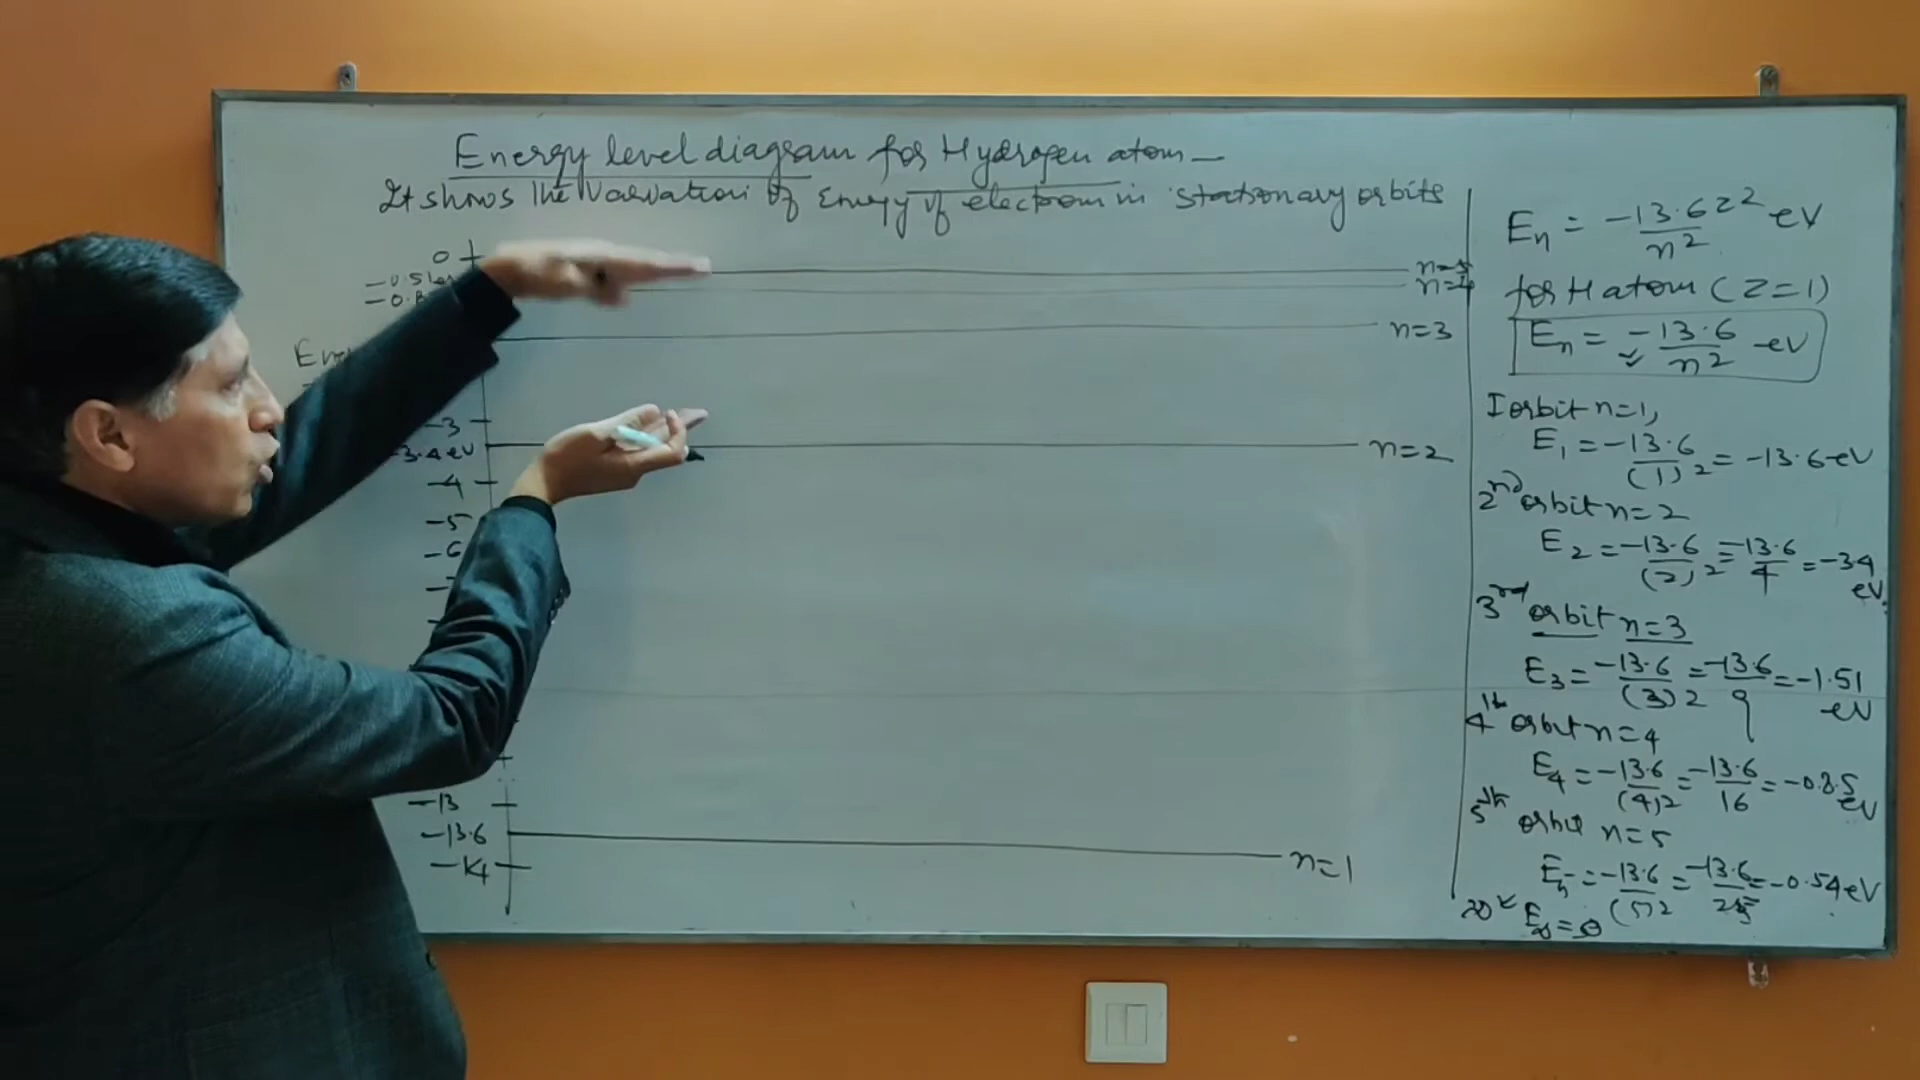 Energy level diagram for Hydrogen atom—
It shows the Variation of Energy of electron in stationary orbits
0
-0.5
-0.8
-3
-3.4 eV
-4
-5
-6
-13
-13.6
-14
n=5
n=4
n=3
n=2
n=1
En = -13.6 Z² / n² eV
for H atom (Z=1)
En = -13.6 / n² eV
I orbit n=1,
E1 = -13.6 / (1)2 = -13.6 eV
2nd orbit n=2
E2 = -13.6 / (2)2 = -13.6 / 4 = -3.4 eV
3rd orbit n=3
E3 = -13.6 / (3)2 = -13.6 / 9 = -1.51 eV
4th orbit n=4
E4 = -13.6 / (4)2 = -13.6 / 16 = -0.85 eV
5th orbit n=5
E5 = -13.6 / (5)2 = -13.6 / 25 = -0.54 eV
E∞ = 0